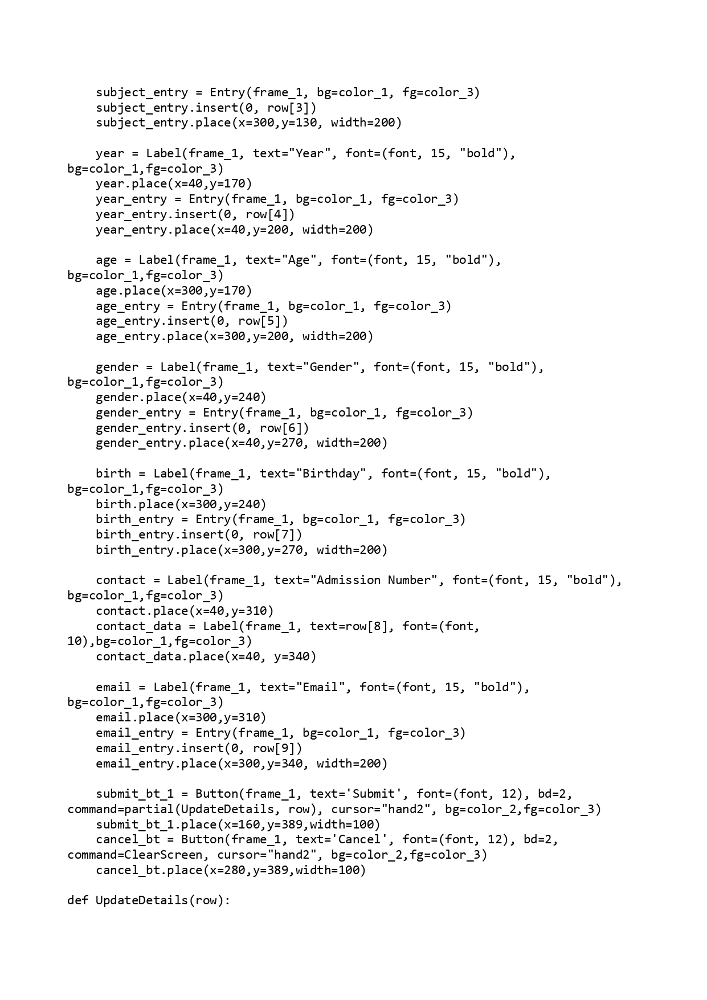 subject_entry = Entry(frame_1, bg=color_1, fg=color_3)
    subject_entry.insert(0, row[3])
    subject_entry.place(x=300,y=130, width=200)

    year = Label(frame_1, text="Year", font=(font, 15, "bold"),
bg=color_1,fg=color_3)
    year.place(x=40,y=170)
    year_entry = Entry(frame_1, bg=color_1, fg=color_3)
    year_entry.insert(0, row[4])
    year_entry.place(x=40,y=200, width=200)

    age = Label(frame_1, text="Age", font=(font, 15, "bold"),
bg=color_1,fg=color_3)
    age.place(x=300,y=170)
    age_entry = Entry(frame_1, bg=color_1, fg=color_3)
    age_entry.insert(0, row[5])
    age_entry.place(x=300,y=200, width=200)

    gender = Label(frame_1, text="Gender", font=(font, 15, "bold"),
bg=color_1,fg=color_3)
    gender.place(x=40,y=240)
    gender_entry = Entry(frame_1, bg=color_1, fg=color_3)
    gender_entry.insert(0, row[6])
    gender_entry.place(x=40,y=270, width=200)

    birth = Label(frame_1, text="Birthday", font=(font, 15, "bold"),
bg=color_1,fg=color_3)
    birth.place(x=300,y=240)
    birth_entry = Entry(frame_1, bg=color_1, fg=color_3)
    birth_entry.insert(0, row[7])
    birth_entry.place(x=300,y=270, width=200)

    contact = Label(frame_1, text="Admission Number", font=(font, 15, "bold"),
bg=color_1,fg=color_3)
    contact.place(x=40,y=310)
    contact_data = Label(frame_1, text=row[8], font=(font,
10),bg=color_1,fg=color_3)
    contact_data.place(x=40, y=340)

    email = Label(frame_1, text="Email", font=(font, 15, "bold"),
bg=color_1,fg=color_3)
    email.place(x=300,y=310)
    email_entry = Entry(frame_1, bg=color_1, fg=color_3)
    email_entry.insert(0, row[9])
    email_entry.place(x=300,y=340, width=200)

    submit_bt_1 = Button(frame_1, text='Submit', font=(font, 12), bd=2,
command=partial(UpdateDetails, row), cursor="hand2", bg=color_2,fg=color_3)
    submit_bt_1.place(x=160,y=389,width=100)
    cancel_bt = Button(frame_1, text='Cancel', font=(font, 12), bd=2,
command=ClearScreen, cursor="hand2", bg=color_2,fg=color_3)
    cancel_bt.place(x=280,y=389,width=100)

def UpdateDetails(row):